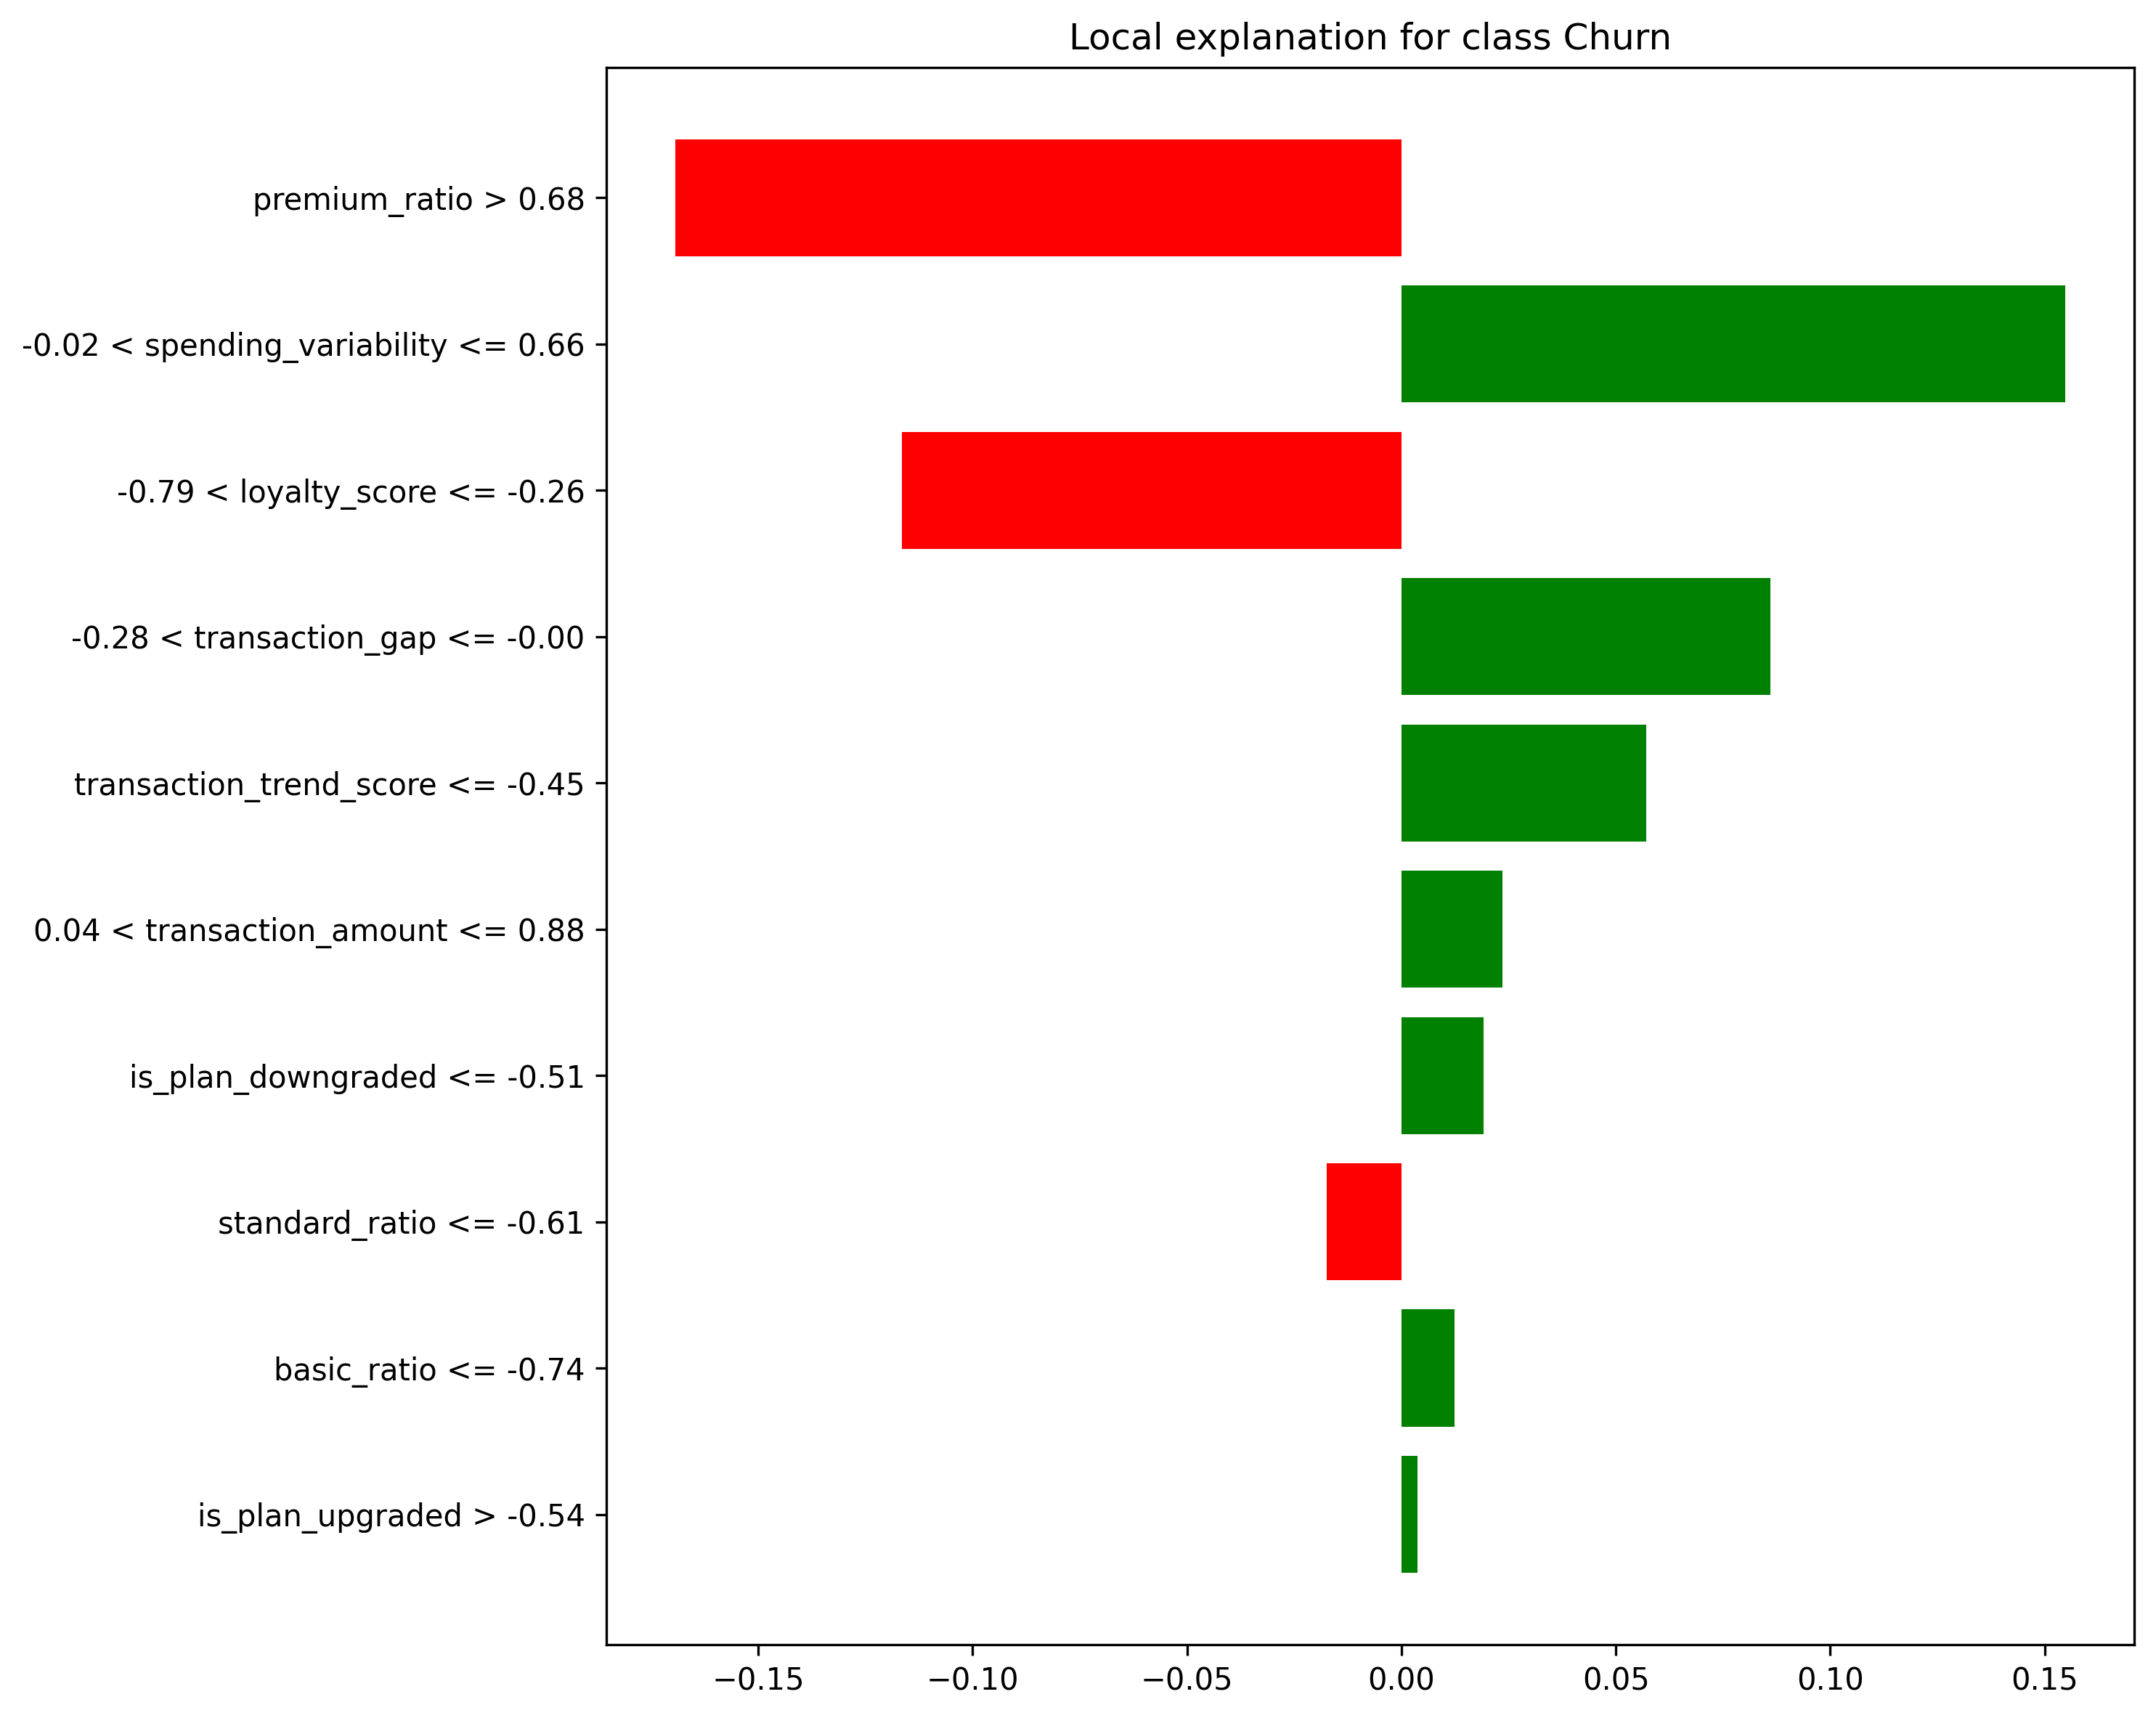 Local explanation for class Churn
premium_ratio > 0.68
-0.02 < spending_variability <= 0.66
-0.79 < loyalty_score <= -0.26
-0.28 < transaction_gap <= -0.00
transaction_trend_score <= -0.45
0.04 < transaction_amount <= 0.88
is_plan_downgraded <= -0.51
standard_ratio <= -0.61
basic_ratio <= -0.74
is_plan_upgraded > -0.54
−0.15 −0.10 −0.05 0.00 0.05 0.10 0.15